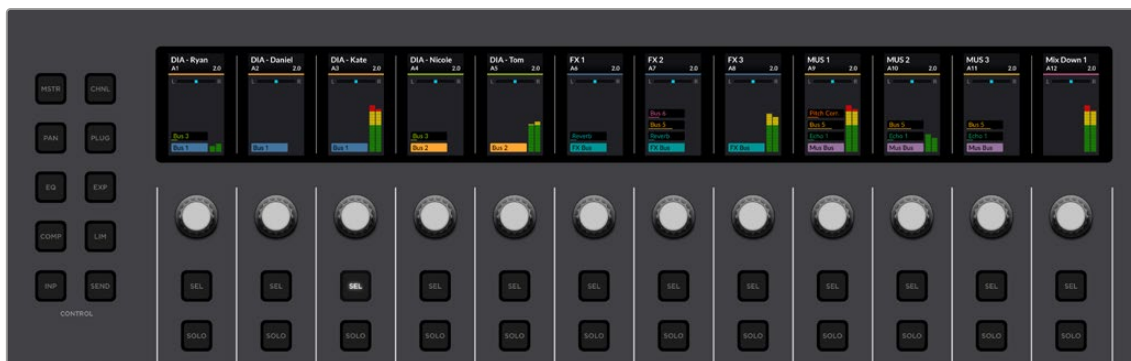 DIA - Ryan DIA - Daniel DIA - Kate DIA - Nicole DIA - Tom FX 1 FX 2 FX 3 MUS 1 MUS 2 MUS 3 Mix Down 1
A1 2.0 A2 2.0 A3 2.0 A4 2.0 A5 2.0 A6 2.0 A7 2.0 A8 2.0 A9 2.0 A10 2.0 A11 2.0 A12 2.0
L R L R L R L R L R L R L R L R L R L R L R L R
Bus 6 Pitch Corr
Bus 5 Bus 5 Bus 5 Bus 5
Bus 3 Bus 3 Reverb Reverb Echo 1 Echo 1 Echo 1
Bus 1 Bus 1 Bus 1 Bus 2 Bus 2 FX Bus FX Bus FX Bus Mus Bus Mus Bus Mus Bus
MSTR CHNL
PAN PLUG
EQ EXP
COMP LIM
INP SEND
CONTROL
SEL SEL SEL SEL SEL SEL SEL SEL SEL SEL SEL SEL
SOLO SOLO SOLO SOLO SOLO SOLO SOLO SOLO SOLO SOLO SOLO SOLO